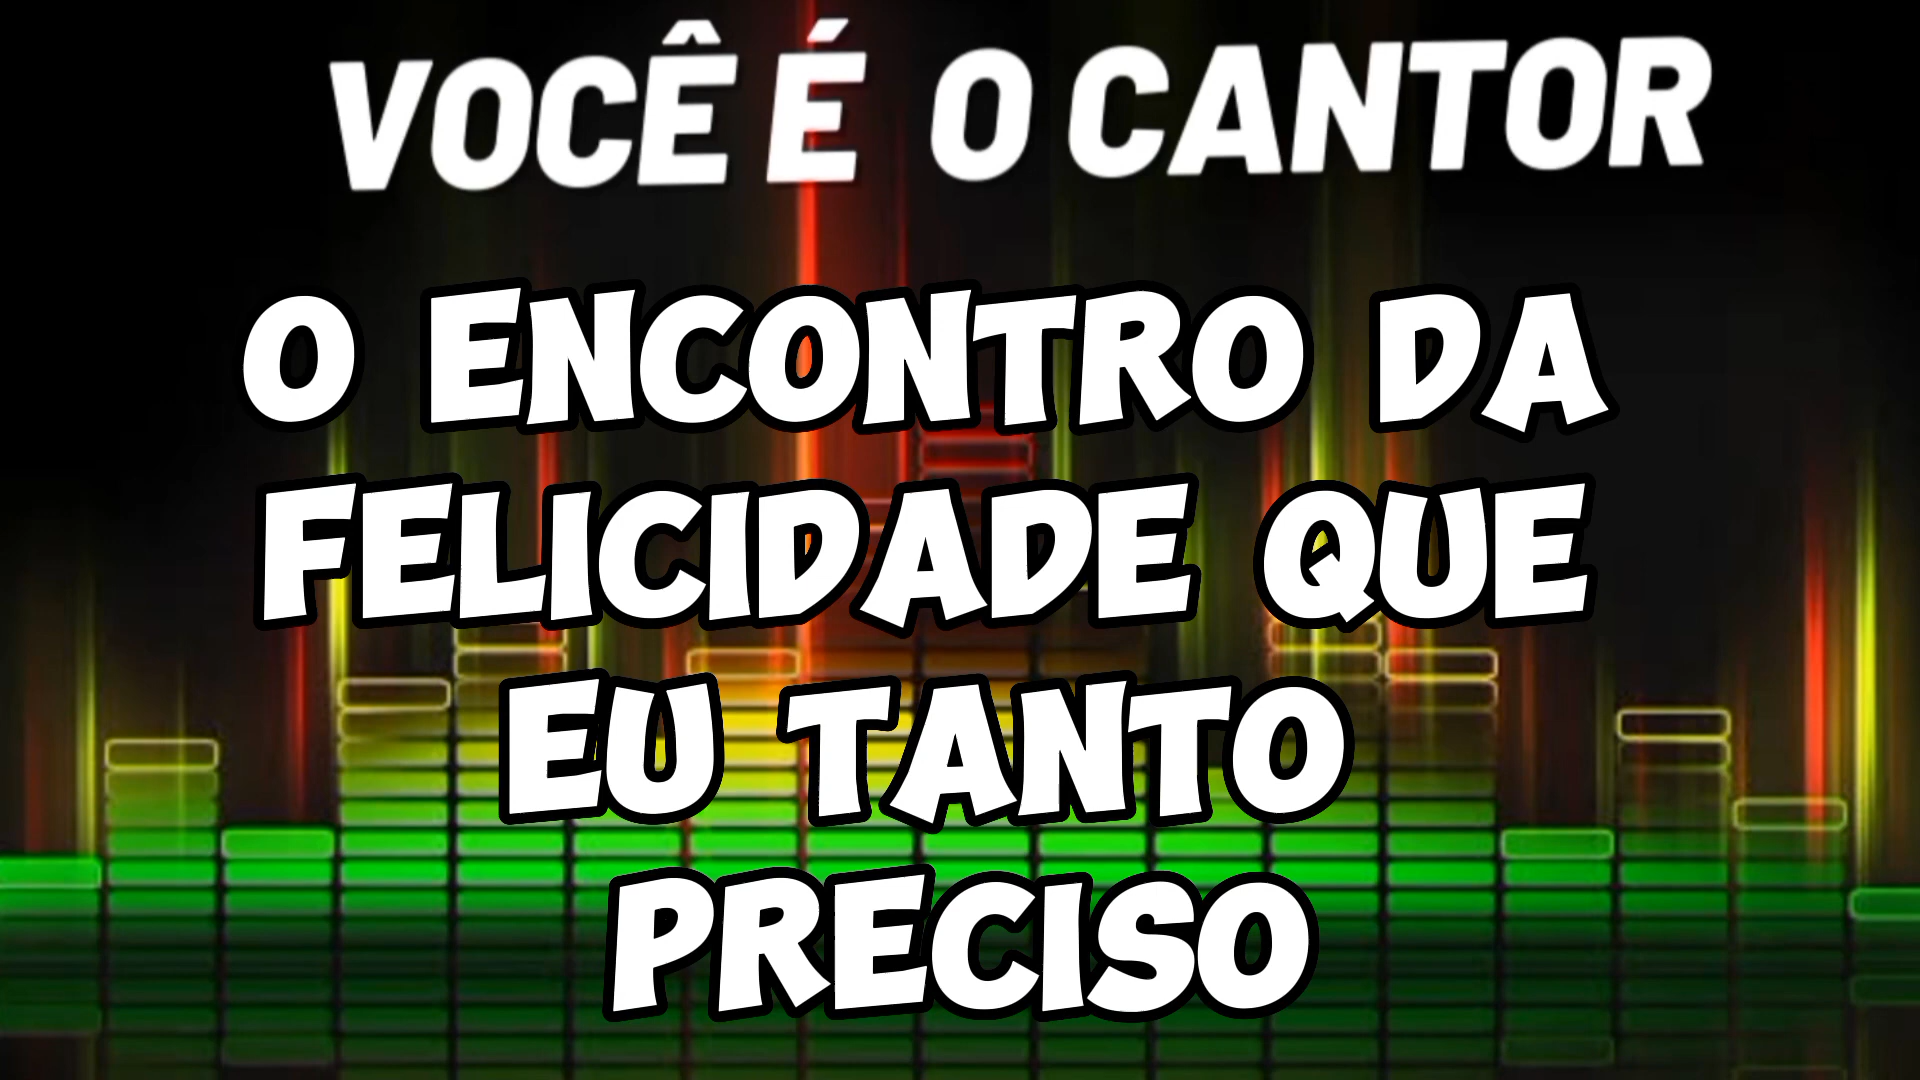 VOCÊ É O CANTOR
O ENCONTRO DA
FELICIDADE QUE
EU TANTO
PRECISO